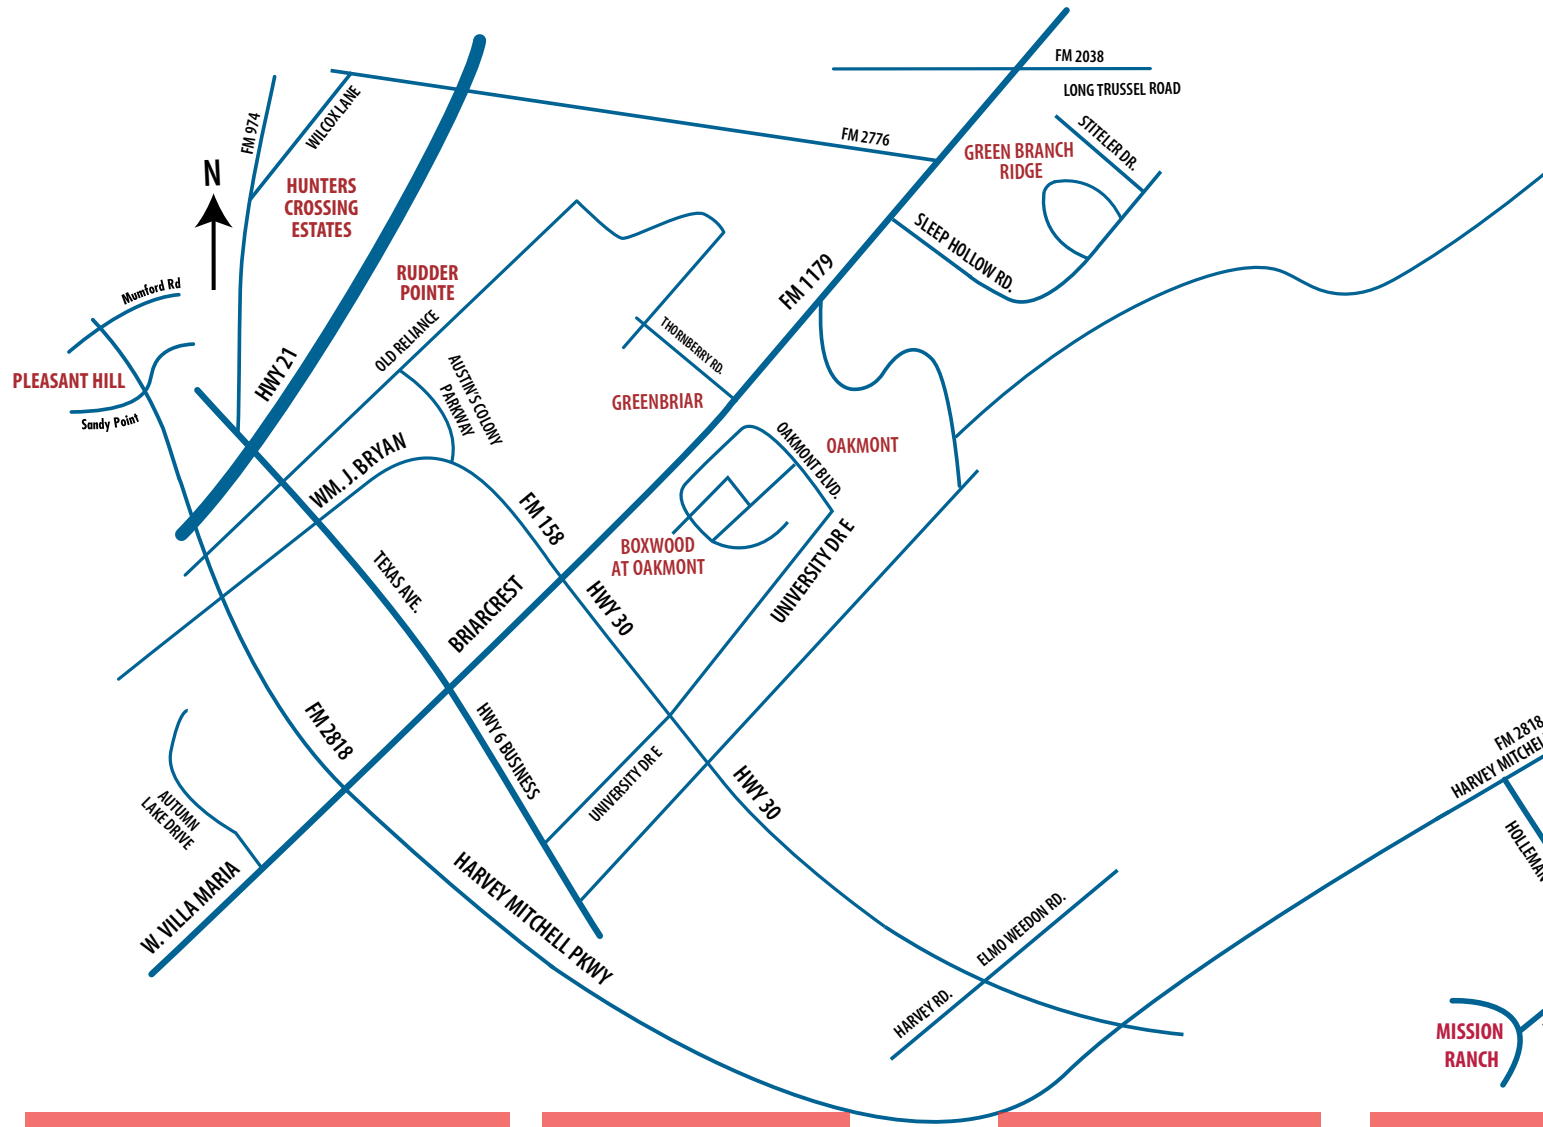 FM 2038
LONG TRUSSEL ROAD
FM 974
WILCOX LANE
FM 2776
STITELER DR.
GREEN BRANCH
RIDGE
N
HUNTERS
CROSSING
ESTATES
SLEEP HOLLOW RD.
RUDDER
POINTE
FM 1179
Mumford Rd
OLD RELIANCE
THORNBERRY RD.
HWY 21
AUSTIN'S COLONY
PARKWAY
PLEASANT HILL
GREENBRIAR
Sandy Point
OAKMONT BLVD.
OAKMONT
WM. J. BRYAN
FM 158
BOXWOOD
AT OAKMONT
UNIVERSITY DR E
TEXAS AVE.
BRIARCREST
HWY 30
FM 2818
HWY 6 BUSINESS
UNIVERSITY DR E
HWY 30
FM 2818
HARVEY MITCHEL
HOLLEMAN
AUTUMN
LAKE DRIVE
W. VILLA MARIA
HARVEY MITCHELL PKWY
ELMO WEEDON RD.
HARVEY RD.
MISSION
RANCH